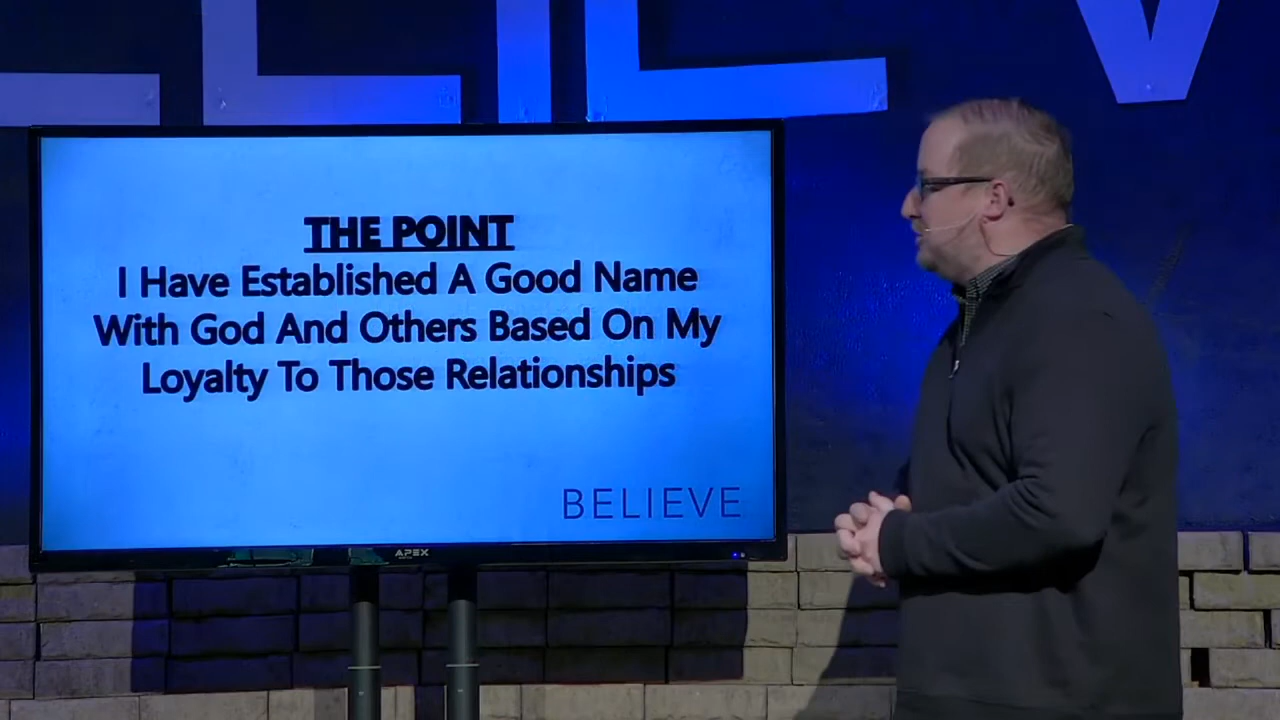 THE POINT
I Have Established A Good Name
With God And Others Based On My
Loyalty To Those Relationships
BELIEVE
APEX